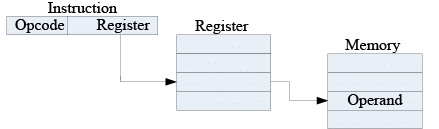 Instruction
Opcode Register
Register
Memory
Operand